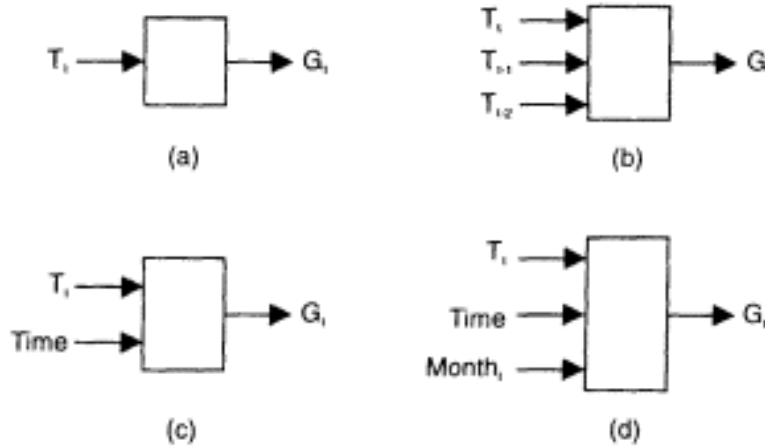 Tₜ Gₜ
(a)
Tₜ
Tₜ₋₁ G
Tₜ₋₂
(b)
Tₜ
Time Gₜ
(c)
Tₜ
Time Gₜ
Monthₜ
(d)